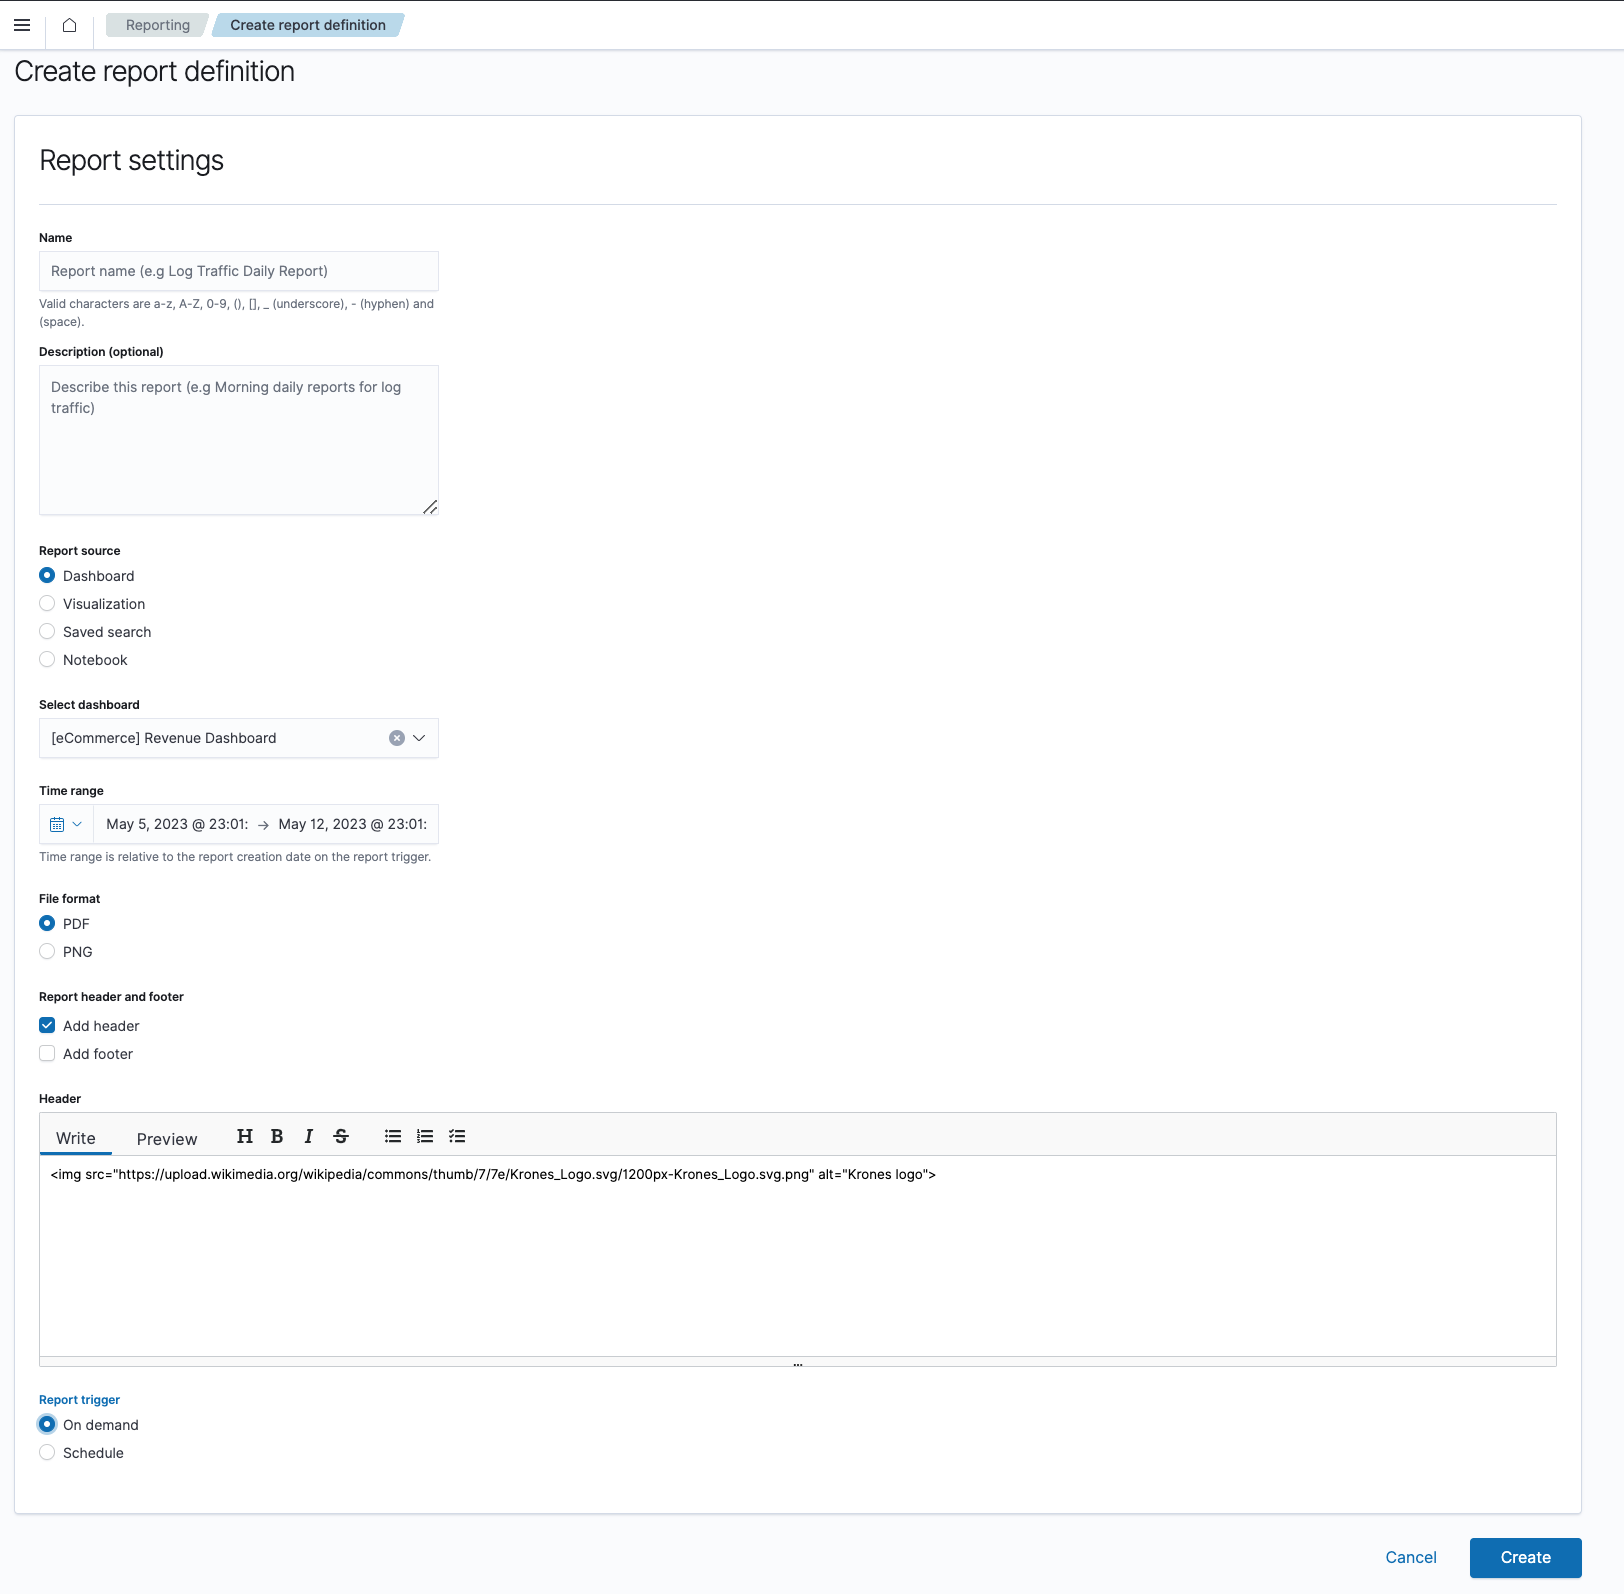 Reporting
Create report definition
Create report definition
Report settings
Name
Report name (e.g Log Traffic Daily Report)
Valid characters are a-z, A-Z, 0-9, (), [], _ (underscore), - (hyphen) and
(space).
Description (optional)
Describe this report (e.g Morning daily reports for log
traffic)
Report source
Dashboard
Visualization
Saved search
Notebook
Select dashboard
[eCommerce] Revenue Dashboard
Time range
May 5, 2023 @ 23:01: → May 12, 2023 @ 23:01:
Time range is relative to the report creation date on the report trigger.
File format
PDF
PNG
Report header and footer
Add header
Add footer
Header
Write Preview H B I S
<img src="https://upload.wikimedia.org/wikipedia/commons/thumb/7/7e/Krones_Logo.svg/1200px-Krones_Logo.svg.png" alt="Krones logo">
Report trigger
On demand
Schedule
Cancel Create